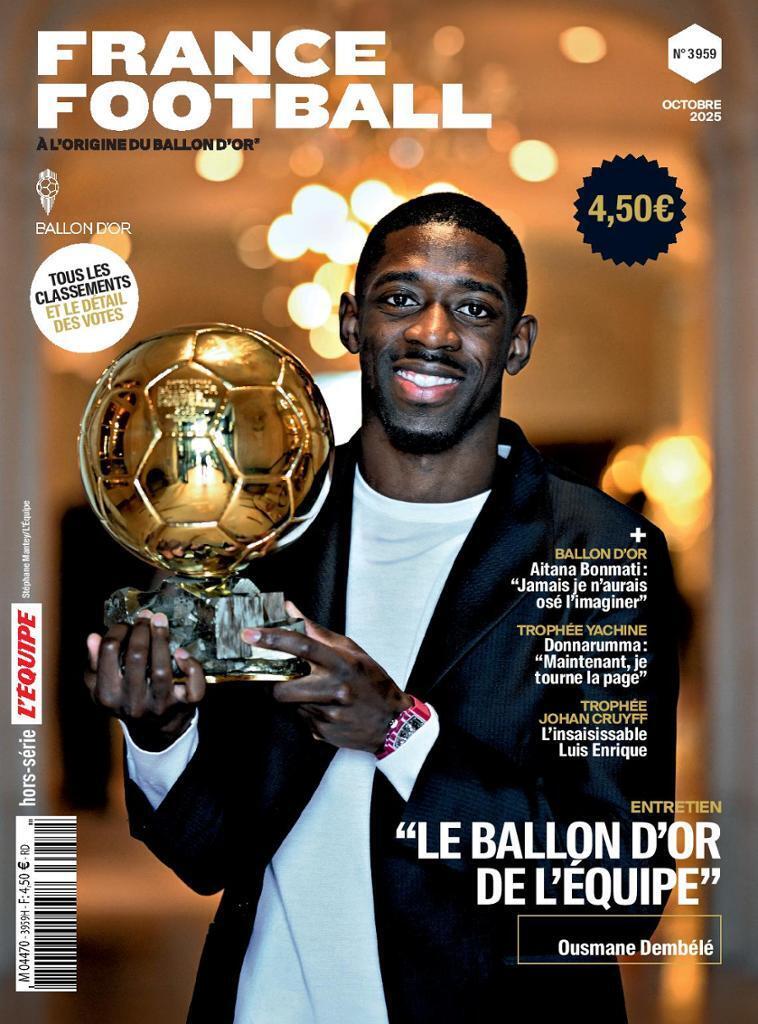 FRANCE
FOOTBALL
À L'ORIGINE DU BALLON D'OR®
N° 3959
OCTOBRE
2025
BALLON D'OR
4,50€
TOUS LES
CLASSEMENTS
ET LE DÉTAIL
DES VOTES
+
BALLON D'OR
Aitana Bonmati :
“Jamais je n'aurais
osé l'imaginer”
TROPHÉE YACHINE
Donnarumma :
“Maintenant, je
tourne la page”
TROPHÉE
JOHAN CRUYFF
L'insaisissable
Luis Enrique
ENTRETIEN
“LE BALLON D'OR
DE L'ÉQUIPE”
Ousmane Dembélé
Stéphane Mantey/L'Équipe
hors-série L'ÉQUIPE
M 04470 - 3959H - F: 4,50 € - RD